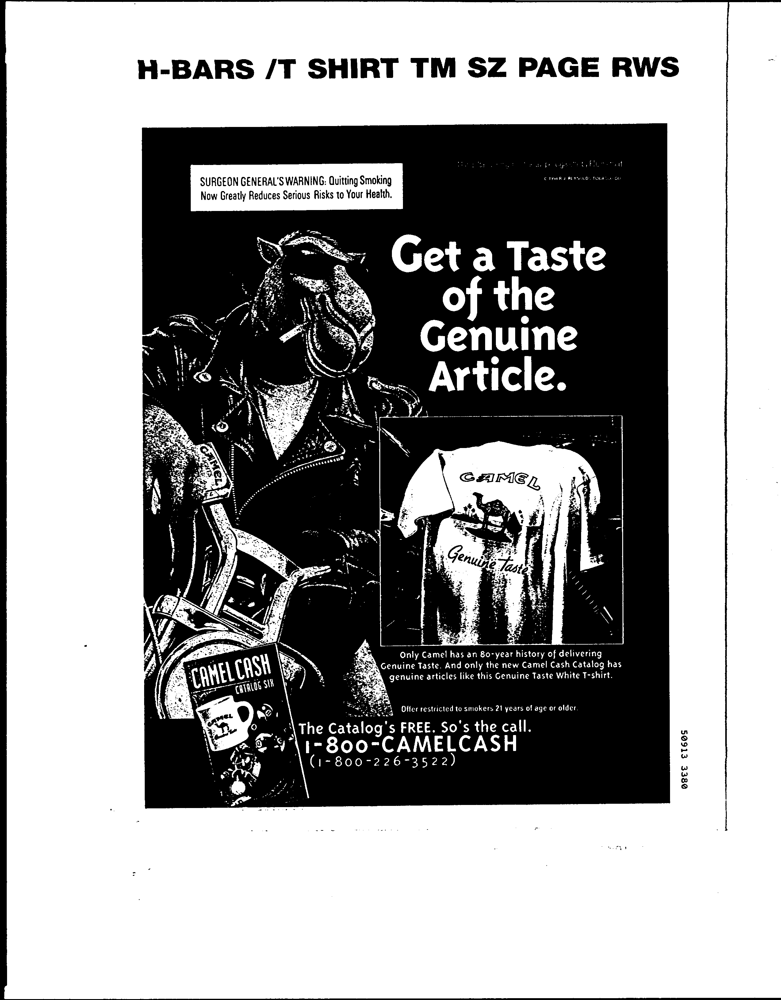 H-BARS /T SHIRT TM SZ PAGE RWS
SURGEON GENERAL'S WARNING: Quitting Smoking
Now Greatly Reduces Serious Risks to Your Health.
Get a Taste
of the
Genuine
Article.
CAMEL
CAMEL
Genuine Taste
Only Camel has an 80-year history of delivering
Genuine Taste. And only the new Camel Cash Catalog has
genuine articles like this Genuine Taste White T-shirt.
Offer restricted to smokers 21 years of age or older.
CAMEL CASH
CATALOG SIX
CAMEL
The Catalog's FREE. So's the call.
1-800-CAMELCASH
(1-800-226-3522)
50913 3380